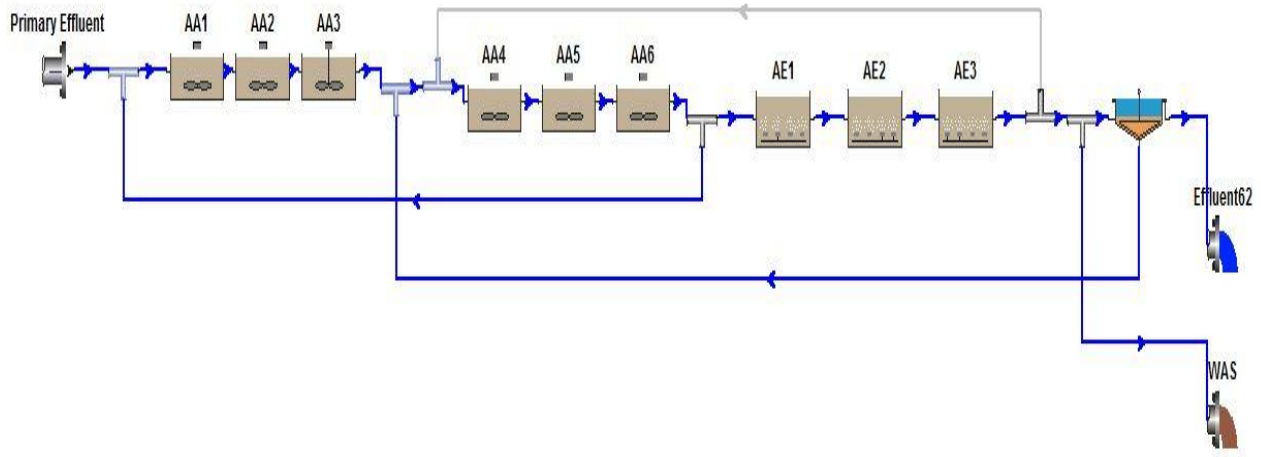 Primary Effluent
AA1
AA2
AA3
AA4
AA5
AA6
AE1
AE2
AE3
Effluent62
WAS